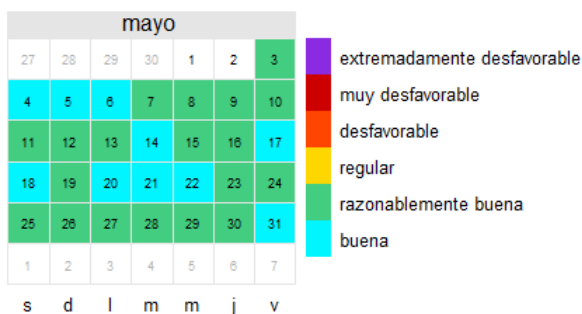 mayo
27 28 29 30 1 2 3
4 5 6 7 8 9 10
11 12 13 14 15 16 17
18 19 20 21 22 23 24
25 26 27 28 29 30 31
1 2 3 4 5 6 7
s d l m m j v
extremadamente desfavorable
muy desfavorable
desfavorable
regular
razonablemente buena
buena